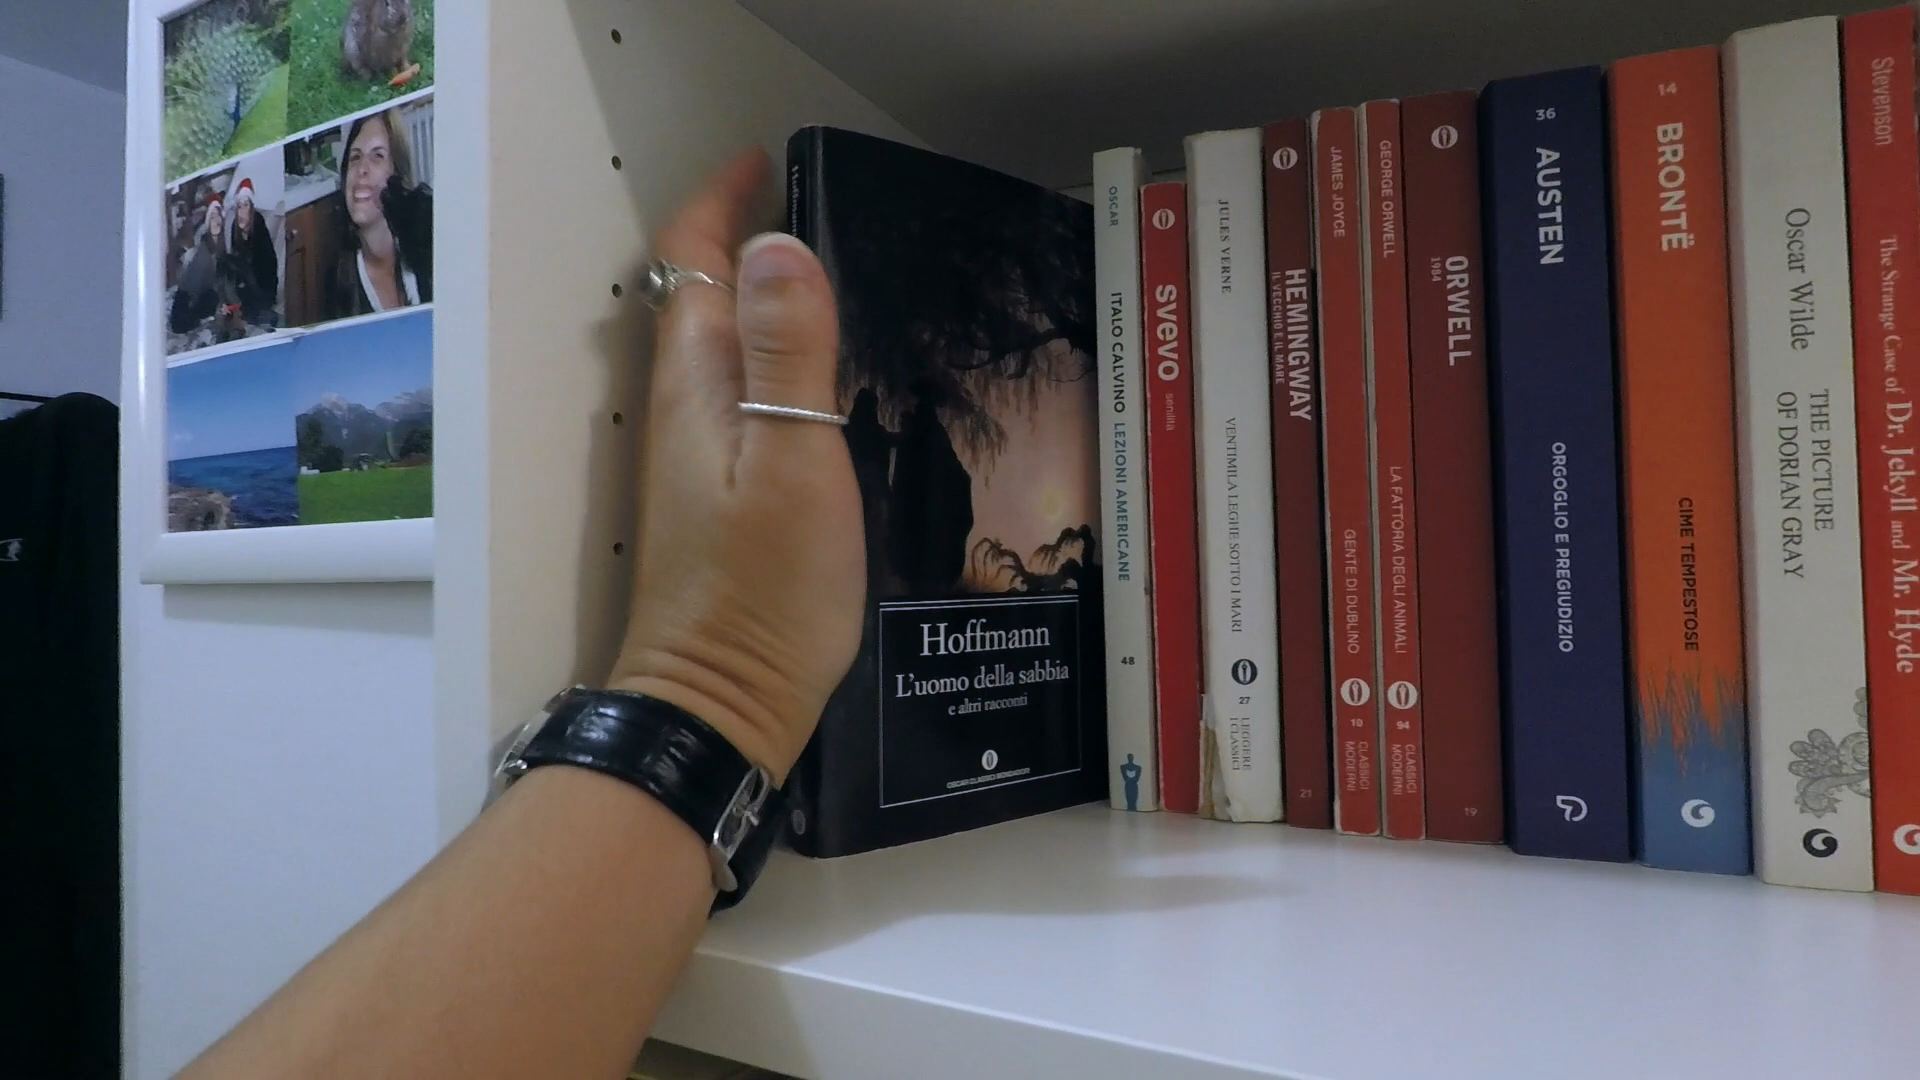 Hoffmann
Hoffmann
L'uomo della sabbia
e altri racconti
OSCAR CLASSICI MONDADORI
OSCAR
ITALO CALVINO LEZIONI AMERICANE
48
svevo
senilità
JULES VERNE
VENTIMILA LEGHE SOTTO I MARI
27
LEGGERE
I CLASSICI
HEMINGWAY
IL VECCHIO E IL MARE
21
JAMES JOYCE
GENTE DI DUBLINO
10
CLASSICI
MODERNI
GEORGE ORWELL
LA FATTORIA DEGLI ANIMALI
94
CLASSICI
MODERNI
ORWELL
1984
19
36
AUSTEN
ORGOGLIO E PREGIUDIZIO
14
BRONTË
CIME TEMPESTOSE
Oscar Wilde
THE PICTURE
OF DORIAN GRAY
Stevenson
The Strange Case of Dr. Jekyll and Mr. Hyde